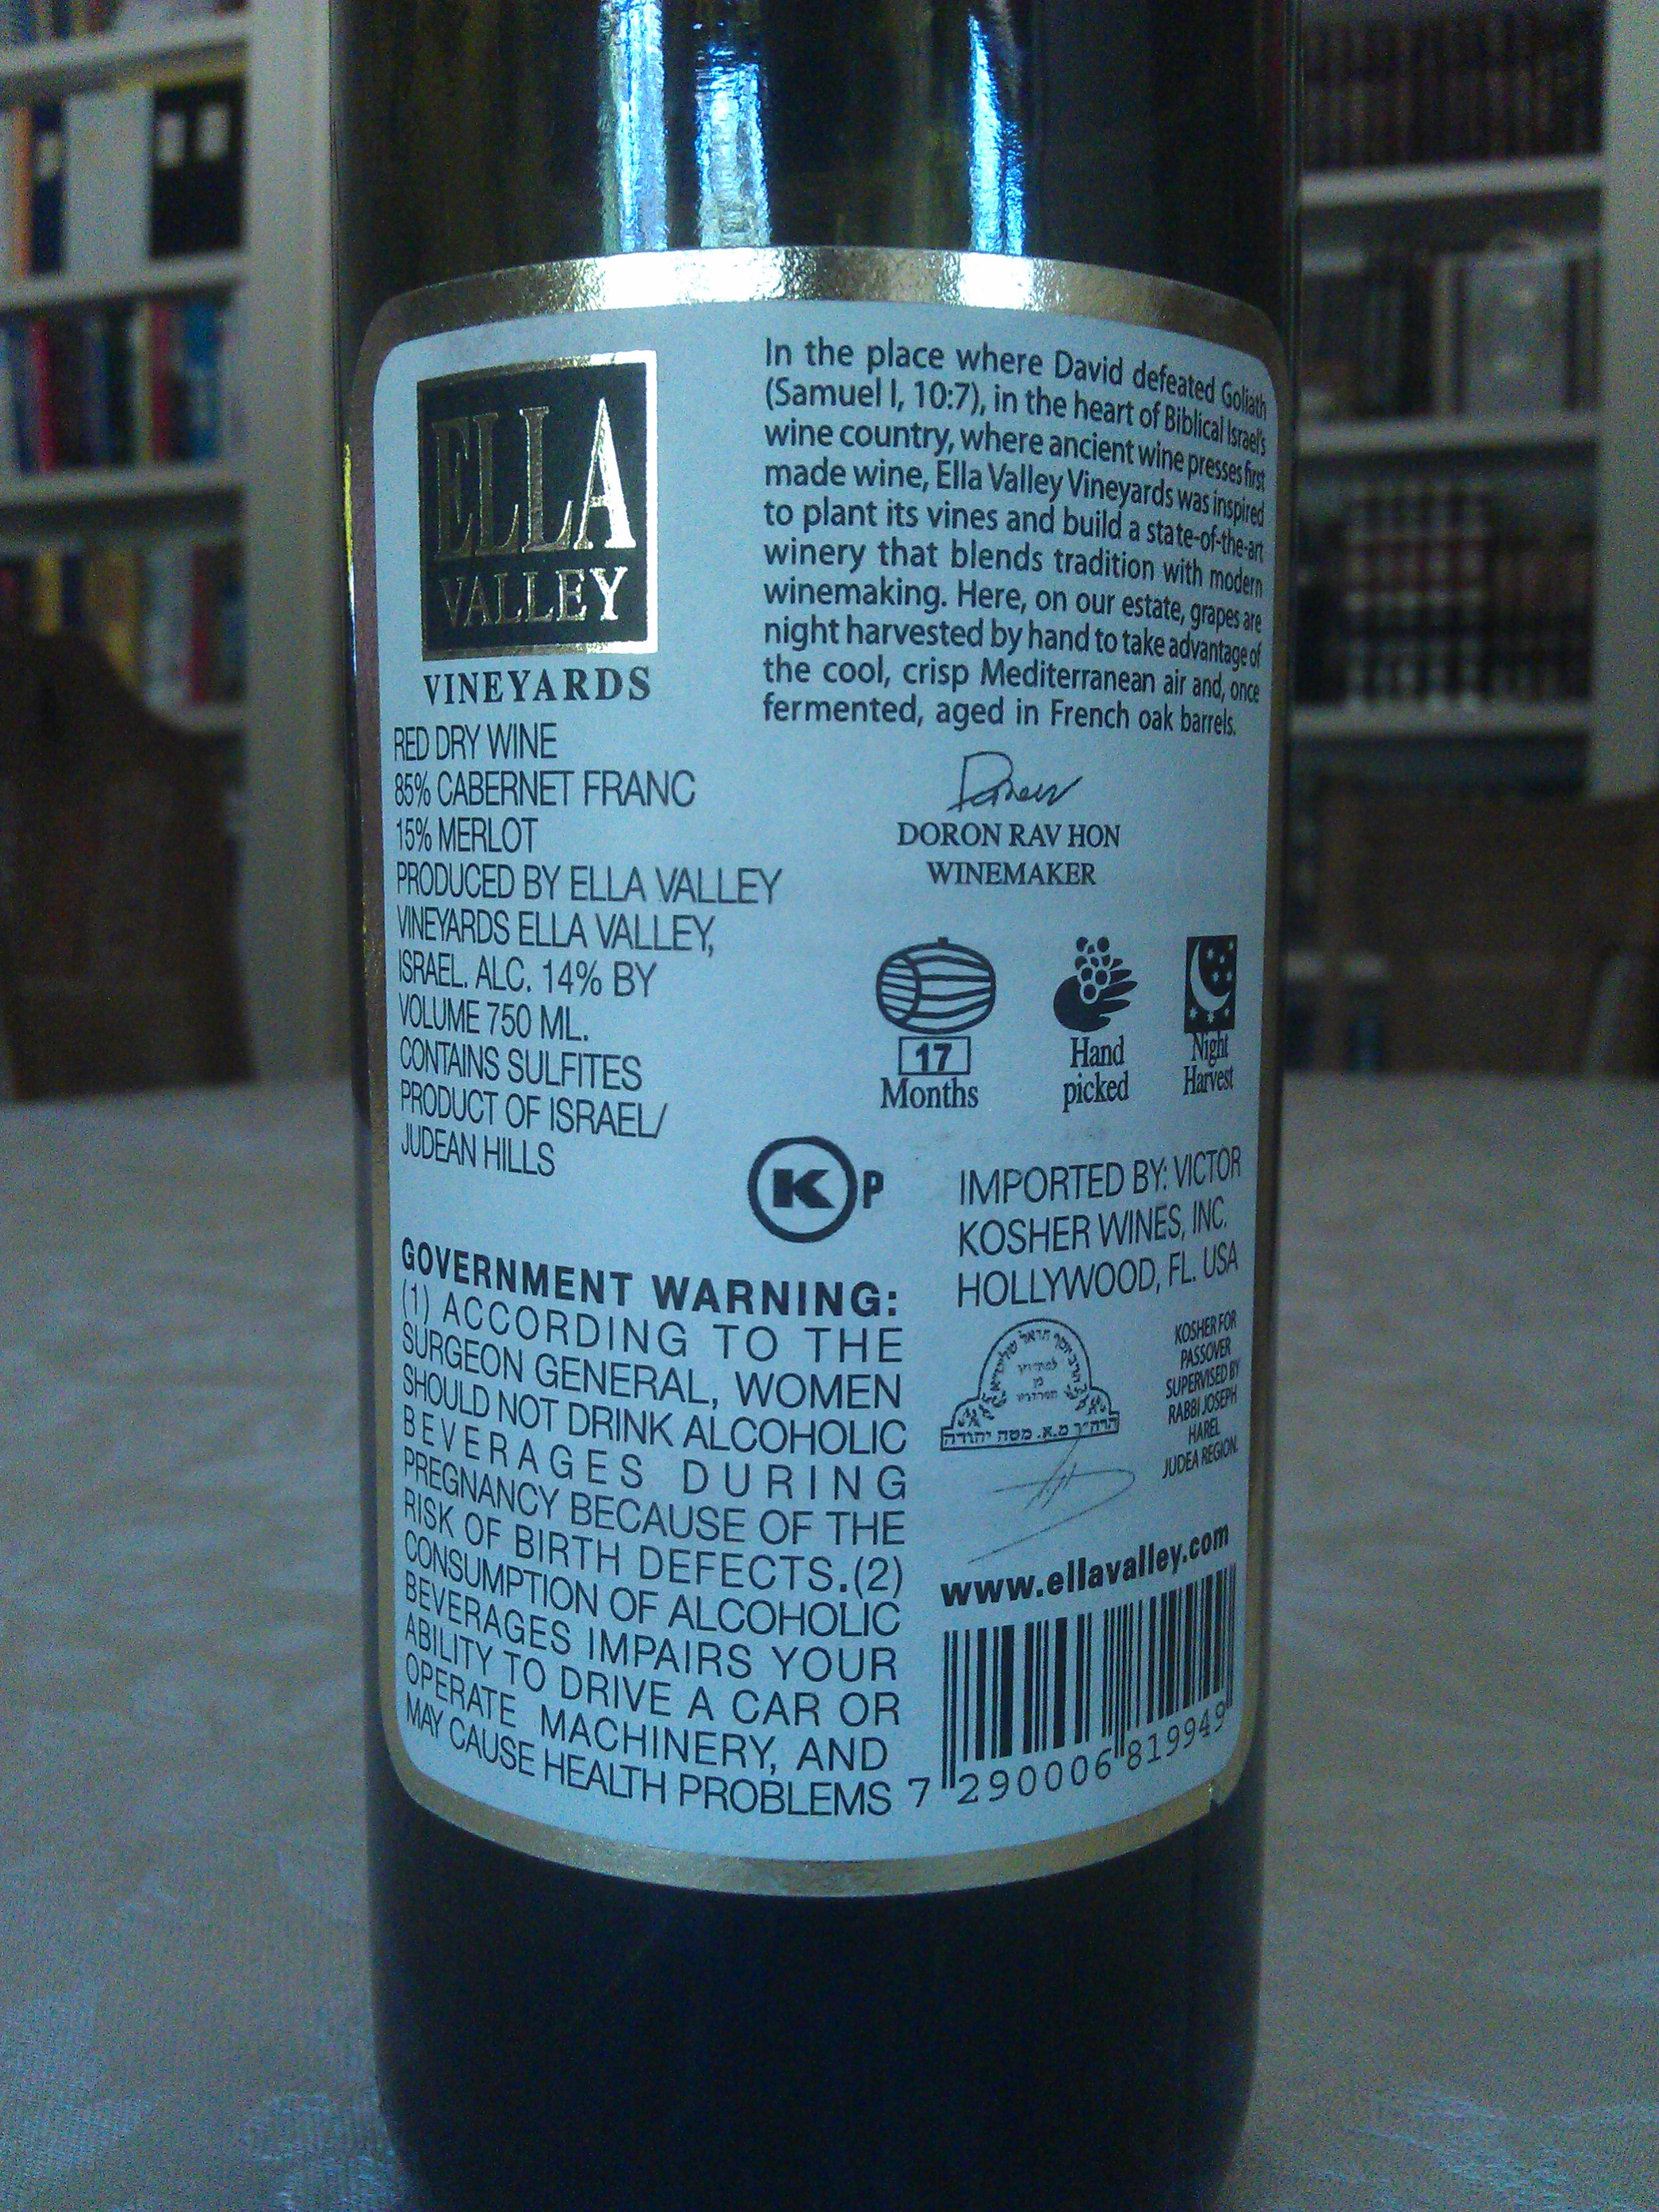 ELLA
VALLEY
VINEYARDS
RED DRY WINE
85% CABERNET FRANC
15% MERLOT
PRODUCED BY ELLA VALLEY
VINEYARDS ELLA VALLEY,
ISRAEL. ALC. 14% BY
VOLUME 750 ML.
CONTAINS SULFITES
PRODUCT OF ISRAEL/
JUDEAN HILLS
In the place where David defeated Goliath
(Samuel I, 10:7), in the heart of Biblical Israel's
wine country, where ancient wine presses first
made wine, Ella Valley Vineyards was inspired
to plant its vines and build a state-of-the-art
winery that blends tradition with modern
winemaking. Here, on our estate, grapes are
night harvested by hand to take advantage of
the cool, crisp Mediterranean air and, once
fermented, aged in French oak barrels.
DORON RAV HON
WINEMAKER
17
Months
Hand
picked
Night
Harvest
K P
IMPORTED BY: VICTOR
KOSHER WINES, INC.
HOLLYWOOD, FL. USA
GOVERNMENT WARNING:
(1) ACCORDING TO THE
SURGEON GENERAL, WOMEN
SHOULD NOT DRINK ALCOHOLIC
BEVERAGES DURING
PREGNANCY BECAUSE OF THE
RISK OF BIRTH DEFECTS.(2)
CONSUMPTION OF ALCOHOLIC
BEVERAGES IMPAIRS YOUR
ABILITY TO DRIVE A CAR OR
OPERATE MACHINERY, AND
MAY CAUSE HEALTH PROBLEMS
מ.א. מטה יהודה
KOSHER FOR
PASSOVER
SUPERVISED BY
RABBI JOSEPH
HAREL
JUDEA REGION.
www.ellavalley.com
7 290006 819949